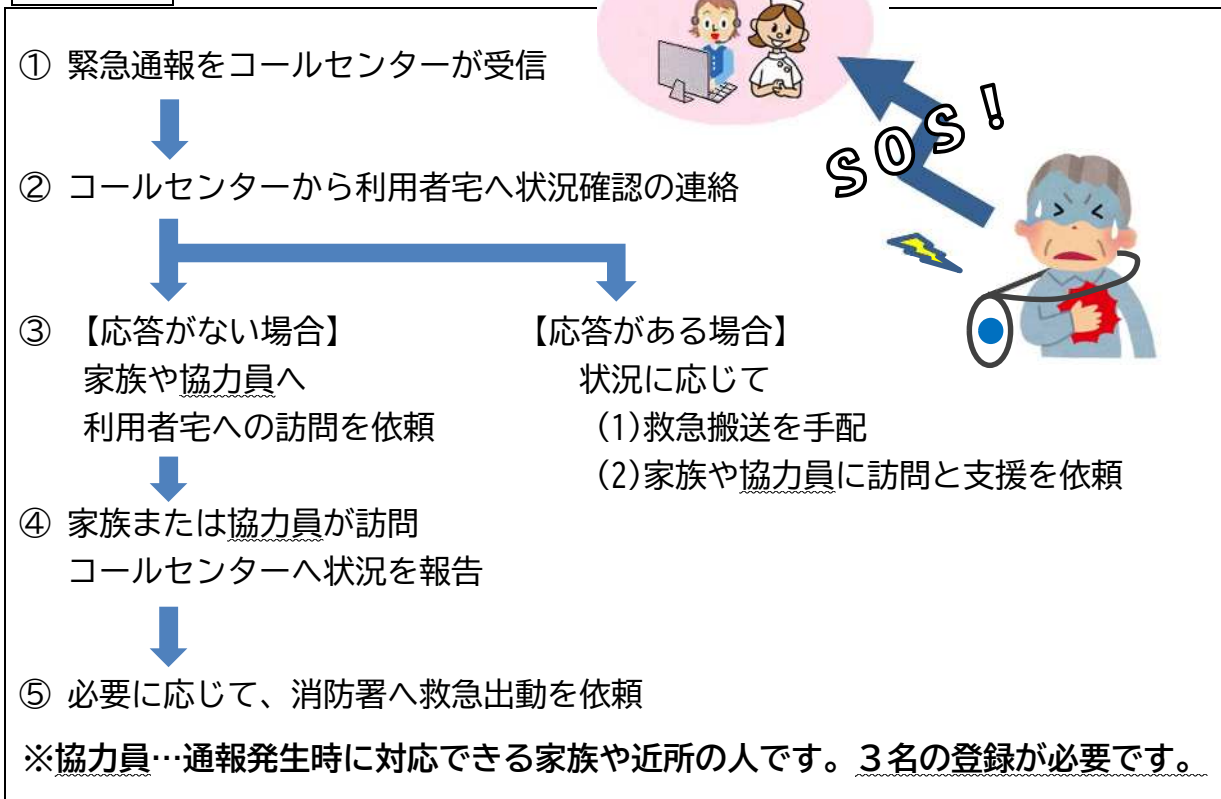 SOS!
① 緊急通報をコールセンターが受信
② コールセンターから利用者宅へ状況確認の連絡
③ 【応答がない場合】
家族や協力員へ
利用者宅への訪問を依頼
【応答がある場合】
状況に応じて
(1)救急搬送を手配
(2)家族や協力員に訪問と支援を依頼
④ 家族または協力員が訪問
コールセンターへ状況を報告
⑤ 必要に応じて、消防署へ救急出動を依頼
※協力員…通報発生時に対応できる家族や近所の人です。３名の登録が必要です。